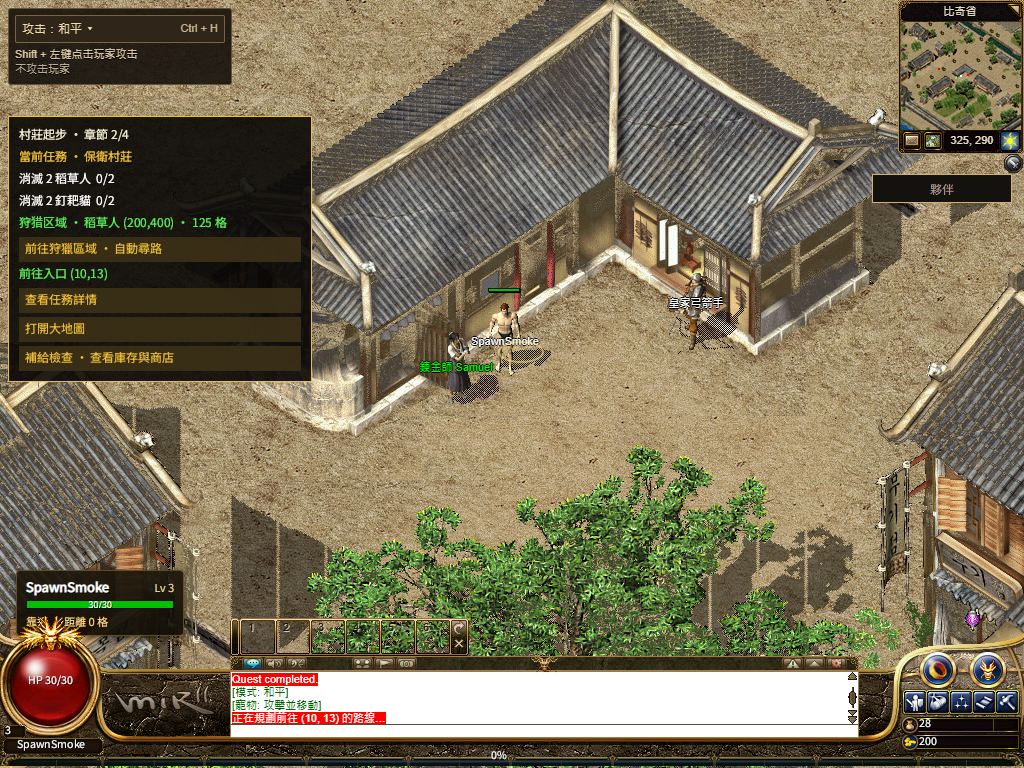 攻击：和平
Ctrl + H
Shift + 左键点击玩家攻击
不攻击玩家
比奇省
325, 290
夥伴
村莊起步 · 章節 2/4
當前任務 · 保衛村莊
消滅 2 稻草人 0/2
消滅 2 釘耙貓 0/2
狩猎区域 · 稻草人 (200,400) · 125 格
前往狩獵區域 · 自動尋路
前往入口 (10,13)
查看任務詳情
打開大地圖
補給檢查 · 查看庫存與商店
皇家弓箭手
SpawnSmoke
鍊金師 Samuel
SpawnSmoke
Lv 3
30/30
距離 0 格
1
2
HP 30/30
3
SpawnSmoke
Quest completed.
[模式: 和平]
[寵物: 攻擊並移動]
正在規劃前往 (10, 13) 的路線...
28
200
0%